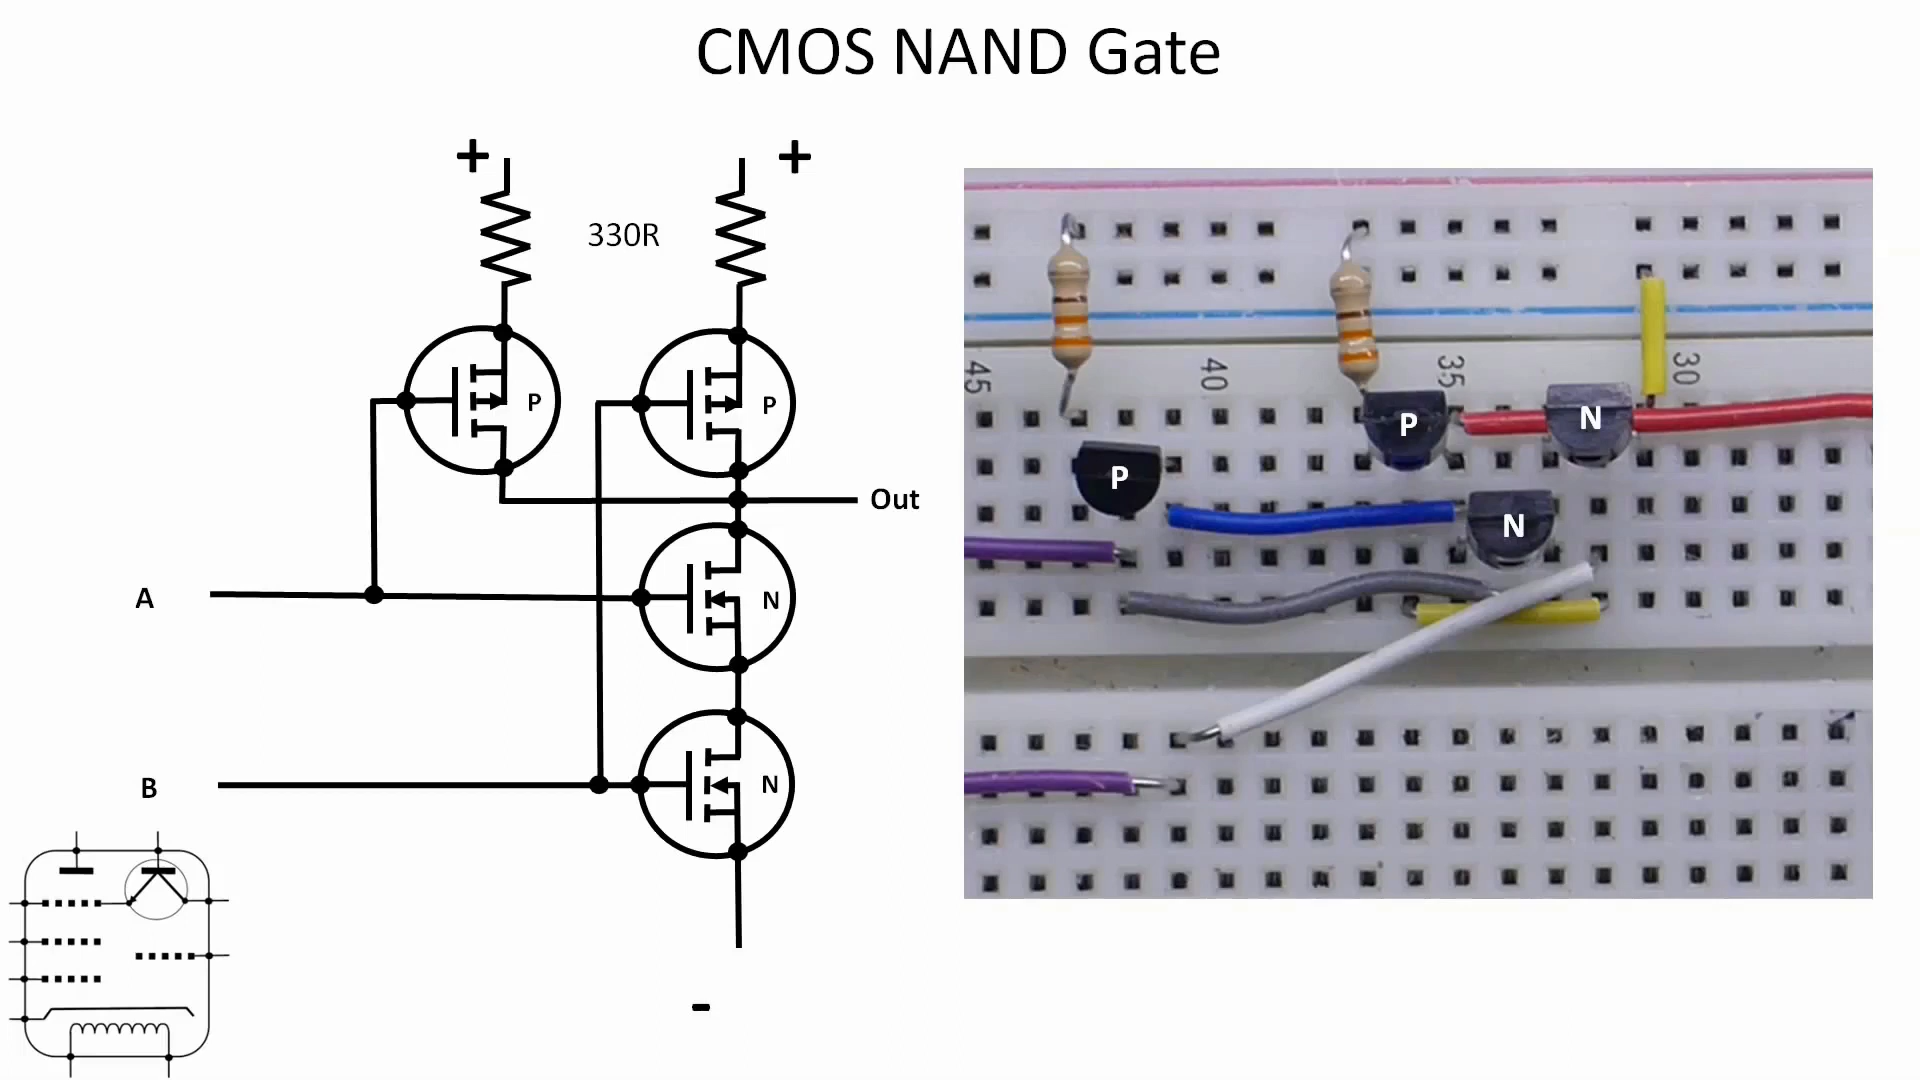 CMOS NAND Gate
+ +
330R
P P
Out
A N
B N
-
45 40 35 30
P N
P
N